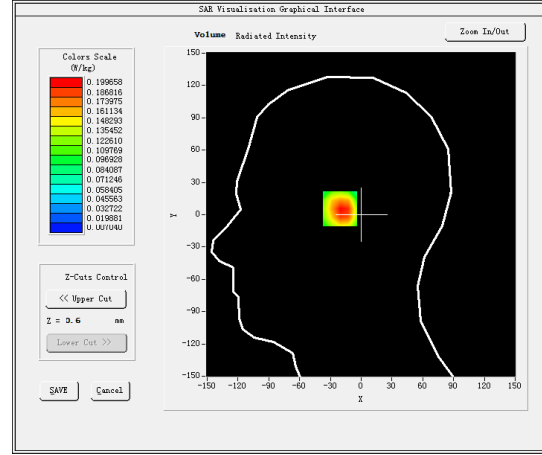 SAR Visualisation Graphical Interface
Volume Radiated Intensity
Zoom In/Out
Colors Scale
(W/kg)
0.199658
0.186816
0.173975
0.161134
0.148293
0.135452
0.122610
0.109769
0.096928
0.084087
0.071246
0.058405
0.045563
0.032722
0.019881
0.007040
Z-Cuts Control
<< Upper Cut
Z = 0.6 mm
Lower Cut >>
SAVE Cancel
150
120
90
60
30
0
-30
-60
-90
-120
-150
Y
-150 -120 -90 -60 -30 0 30 60 90 120 150
X